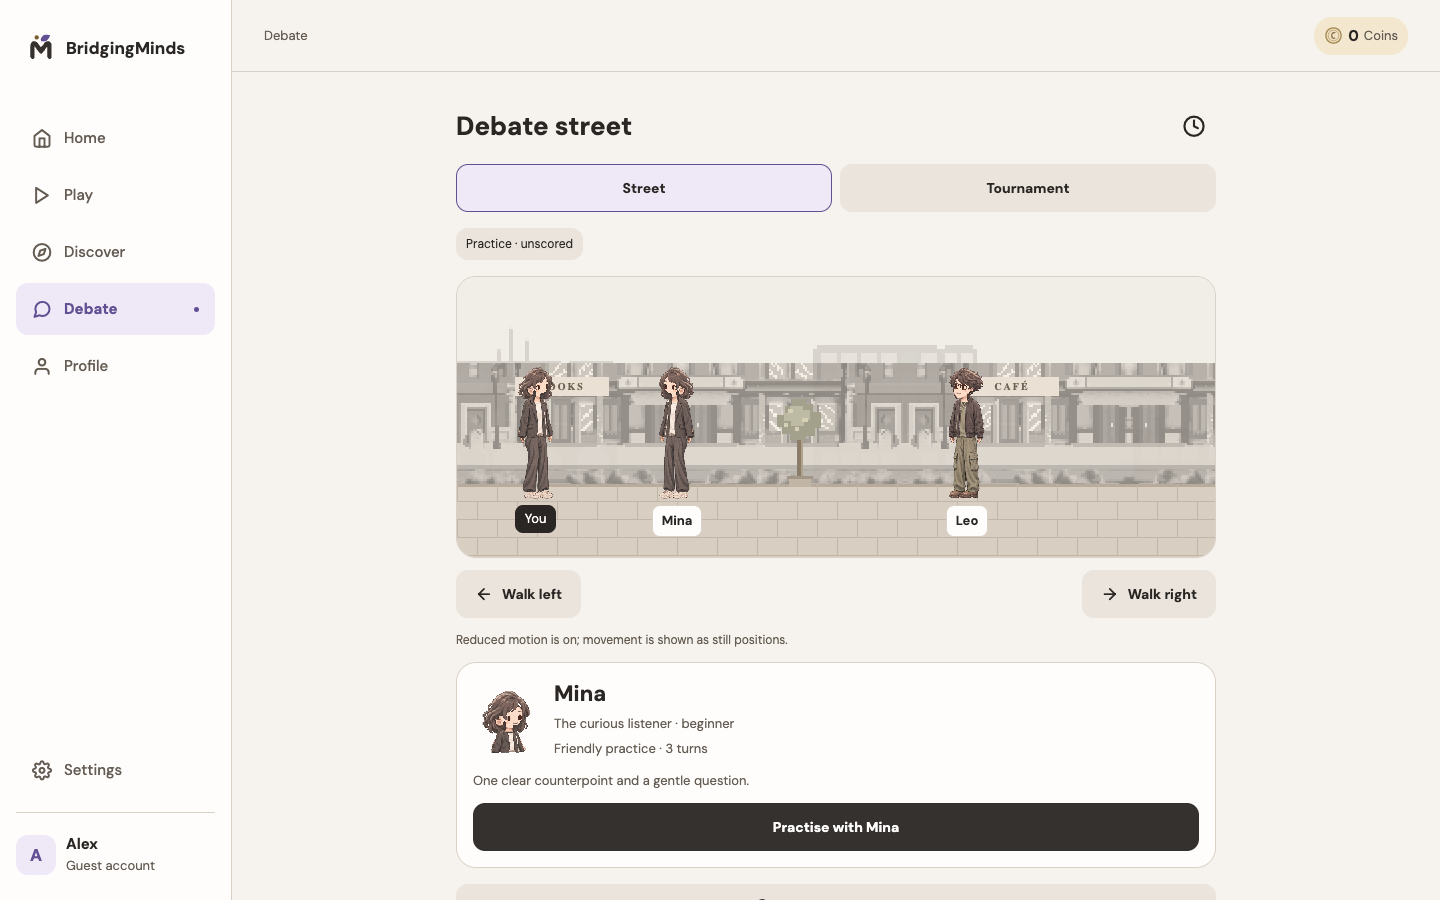 BridgingMinds
Home
Play
Discover
Debate
Profile
Settings
A
Alex
Guest account
Debate
C 0 Coins
Debate street
Street
Tournament
Practice · unscored
OOKS
CAFÉ
You
Mina
Leo
Walk left
Walk right
Reduced motion is on; movement is shown as still positions.
Mina
The curious listener · beginner
Friendly practice · 3 turns
One clear counterpoint and a gentle question.
Practise with Mina